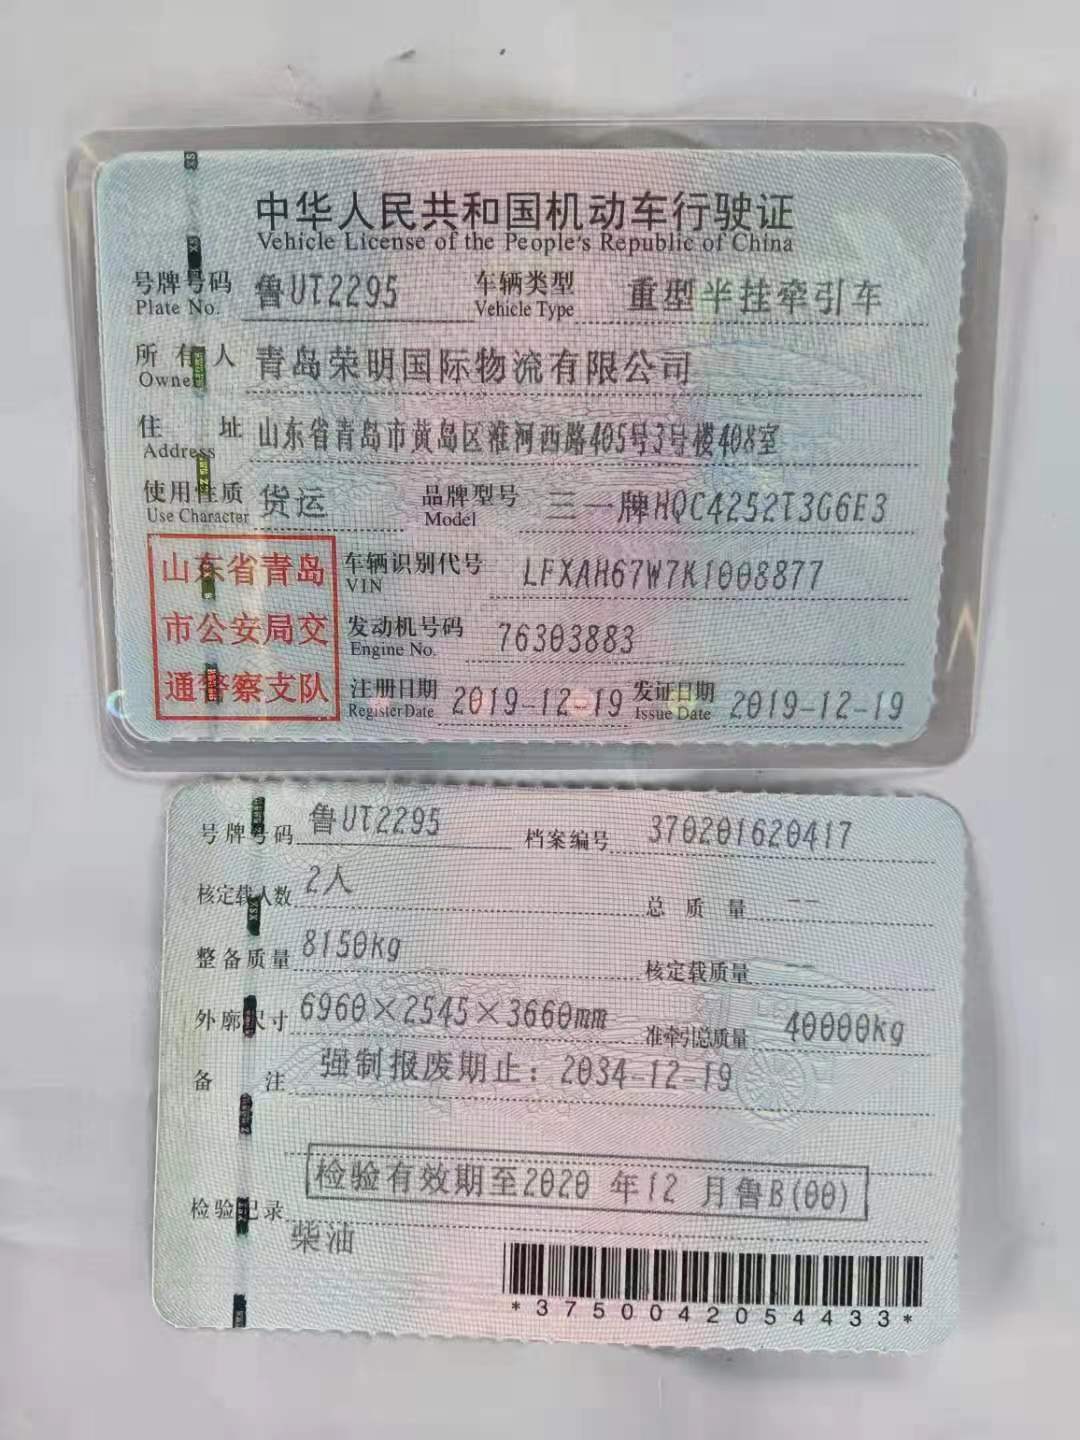 中华人民共和国机动车行驶证
Vehicle License of the People's Republic of China
号牌号码 鲁UT2295 车辆类型 重型半挂牵引车
Plate No. Vehicle Type
所有人 青岛荣明国际物流有限公司
Owner
住址 山东省青岛市黄岛区淮河西路405号3号楼408室
Address
使用性质 货运 品牌型号 三一牌HQC4252T3G6E3
Use Character Model
山东省青岛
市公安局交
通警察支队
车辆识别代号 LFXAH67W7K1008877
VIN
发动机号码 76303883
Engine No.
注册日期 2019-12-19 发证日期 2019-12-19
Register Date Issue Date
号牌号码 鲁UT2295 档案编号 370201620417
核定载人数 2人 总质量 --
整备质量 8150kg 核定载质量 --
外廓尺寸 6960×2545×3660mm 准牵引总质量 40000kg
备注 强制报废期止：2034-12-19
检验有效期至2020 年12 月鲁B(00)
检验记录
柴油
*3750042054433*